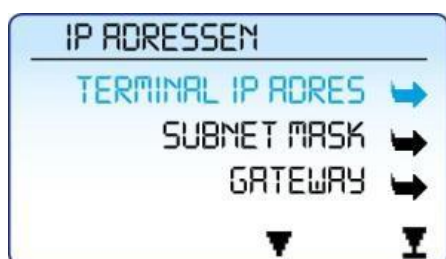 IP ADRESSEN
TERMINAL IP ADRES
SUBNET MASK
GATEWAY